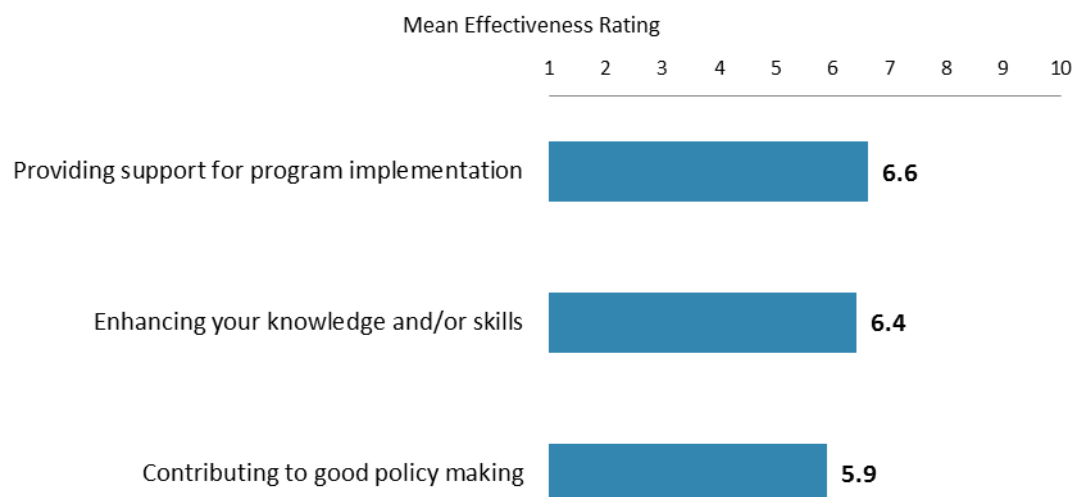 Mean Effectiveness Rating
1 2 3 4 5 6 7 8 9 10
Providing support for program implementation 6.6
Enhancing your knowledge and/or skills 6.4
Contributing to good policy making 5.9